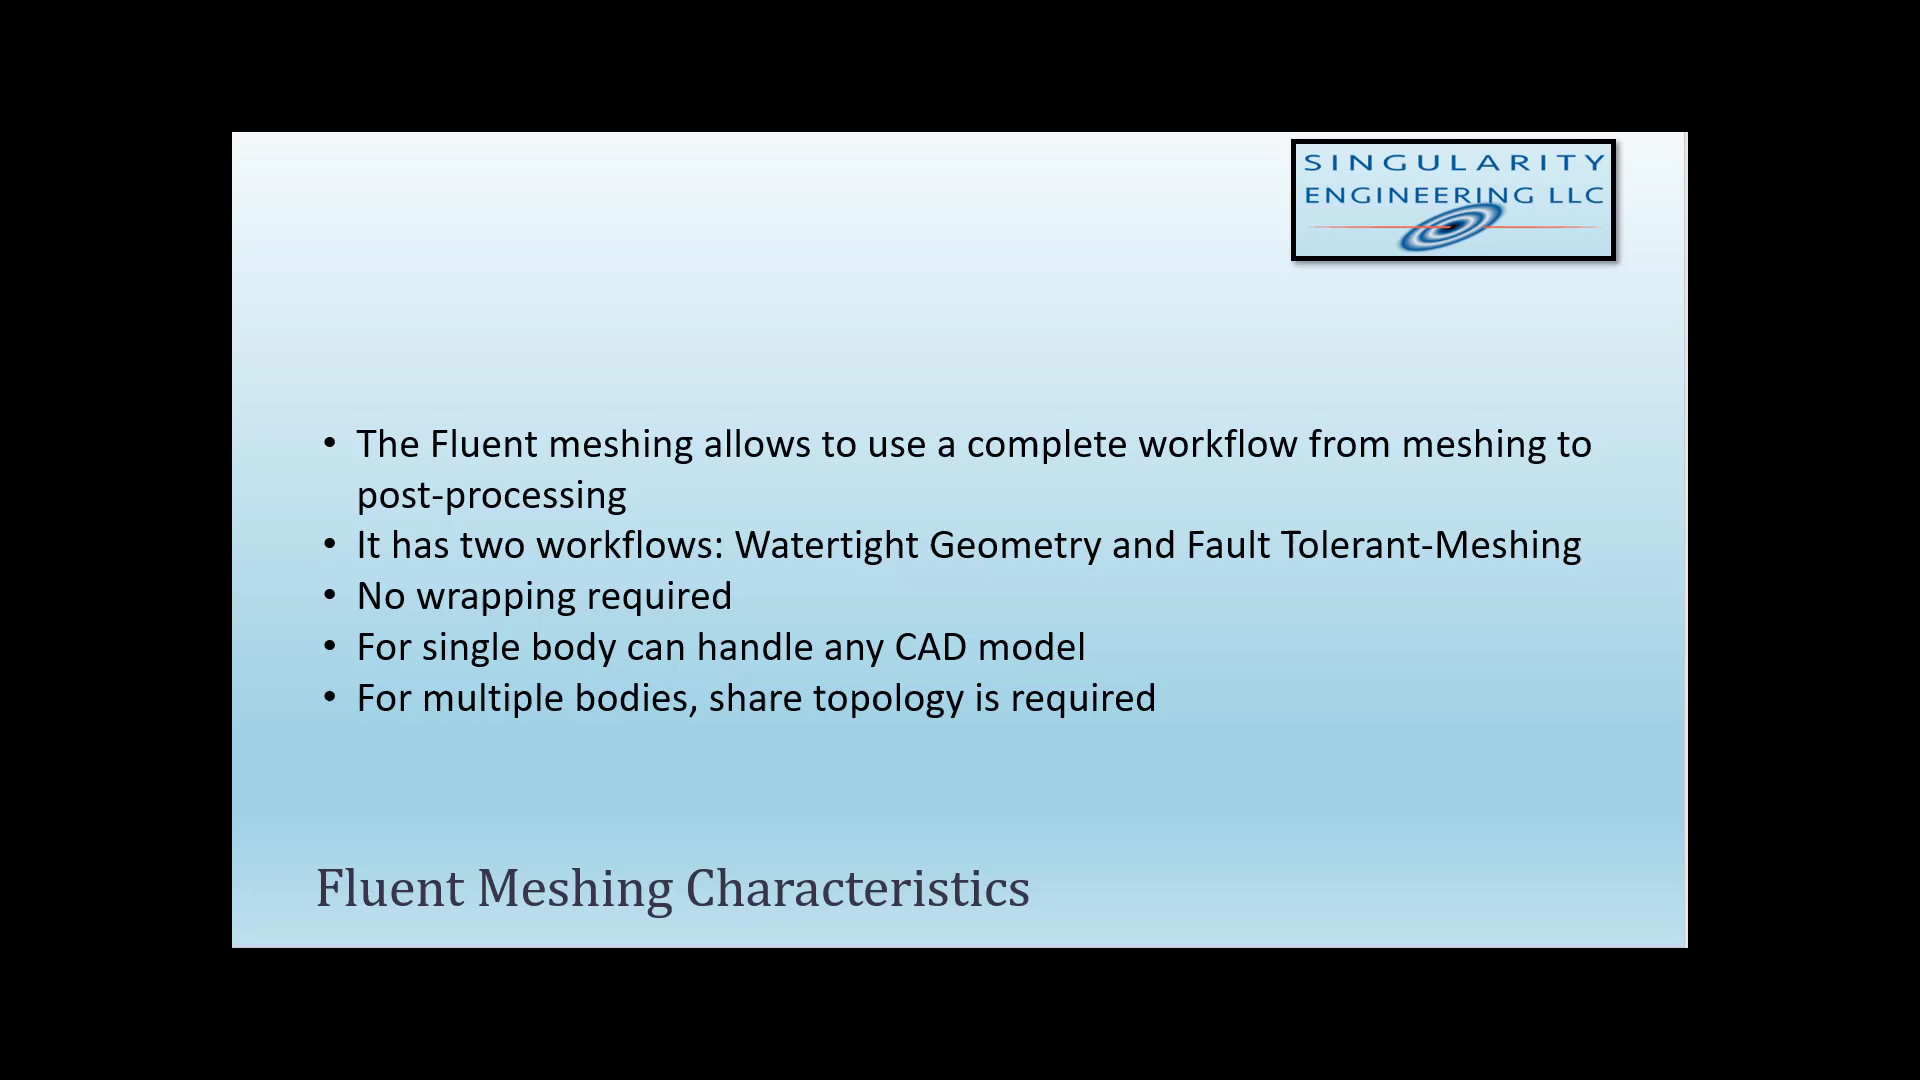 SINGULARITY
ENGINEERING LLC
• The Fluent meshing allows to use a complete workflow from meshing to
post-processing
• It has two workflows: Watertight Geometry and Fault Tolerant-Meshing
• No wrapping required
• For single body can handle any CAD model
• For multiple bodies, share topology is required
Fluent Meshing Characteristics